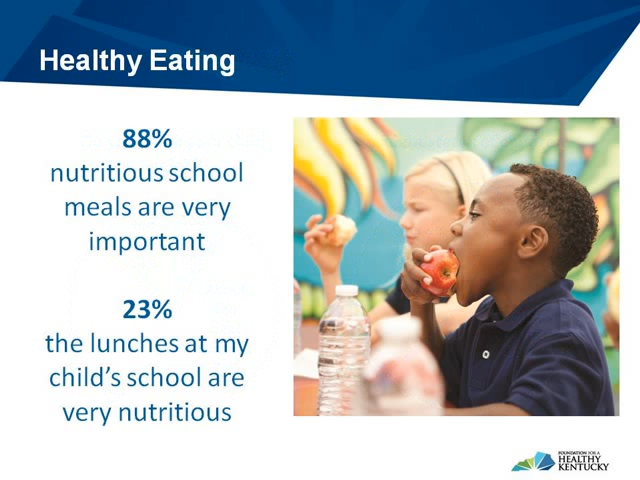 Healthy Eating
88%
nutritious school
meals are very
important
23%
the lunches at my
child's school are
very nutritious
FOUNDATION FOR A
HEALTHY
KENTUCKY